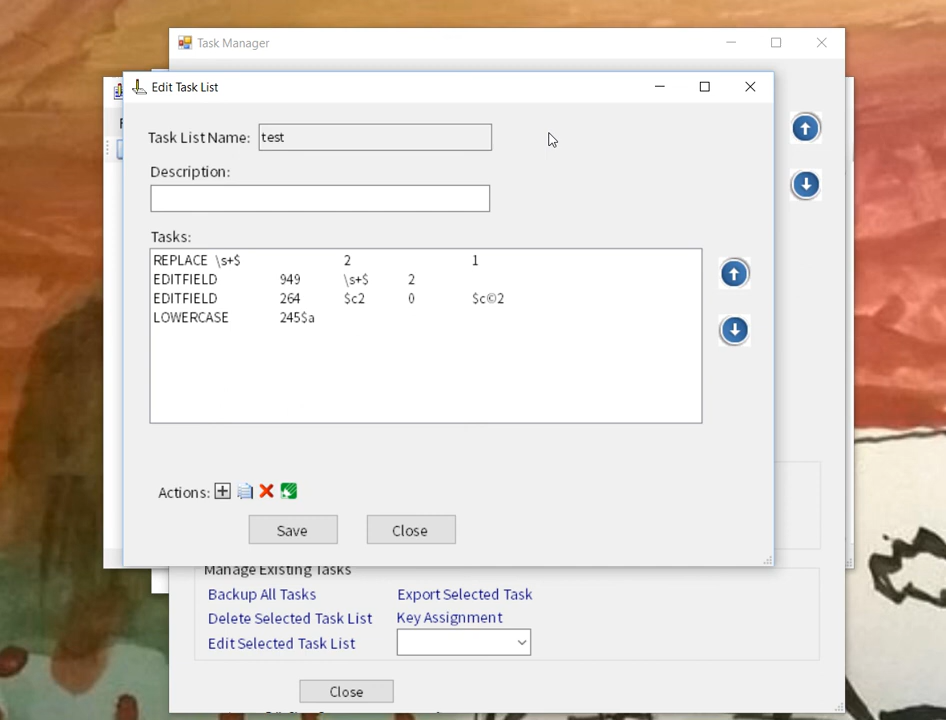 Task Manager
Edit Task List
Task List Name: test
Description:
Tasks:
REPLACE \s+$ 2 1
EDITFIELD 949 \s+$ 2
EDITFIELD 264 $c2 0 $c©2
LOWERCASE 245$a
Actions:
Save Close
Manage Existing Tasks
Backup All Tasks Export Selected Task
Delete Selected Task List Key Assignment
Edit Selected Task List
Close